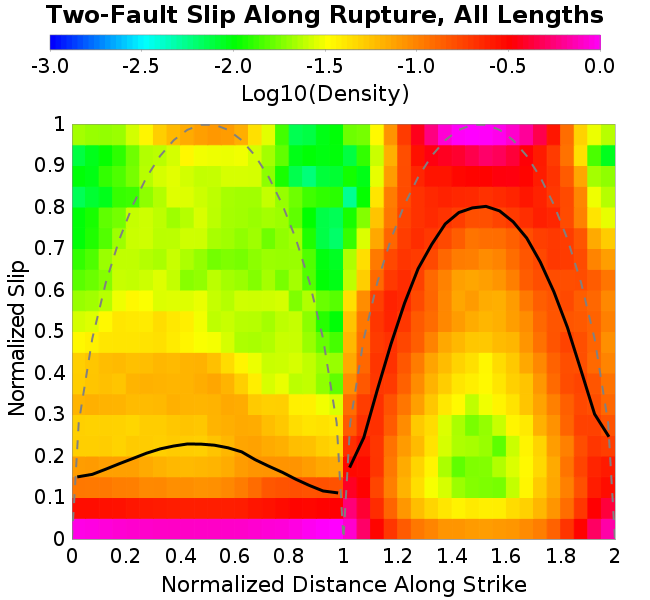 Two-Fault Slip Along Rupture, All Lengths
-3.0 -2.5 -2.0 -1.5 -1.0 -0.5 0.0
Log10(Density)
Normalized Slip
1
0.9
0.8
0.7
0.6
0.5
0.4
0.3
0.2
0.1
0
0 0.2 0.4 0.6 0.8 1 1.2 1.4 1.6 1.8 2
Normalized Distance Along Strike